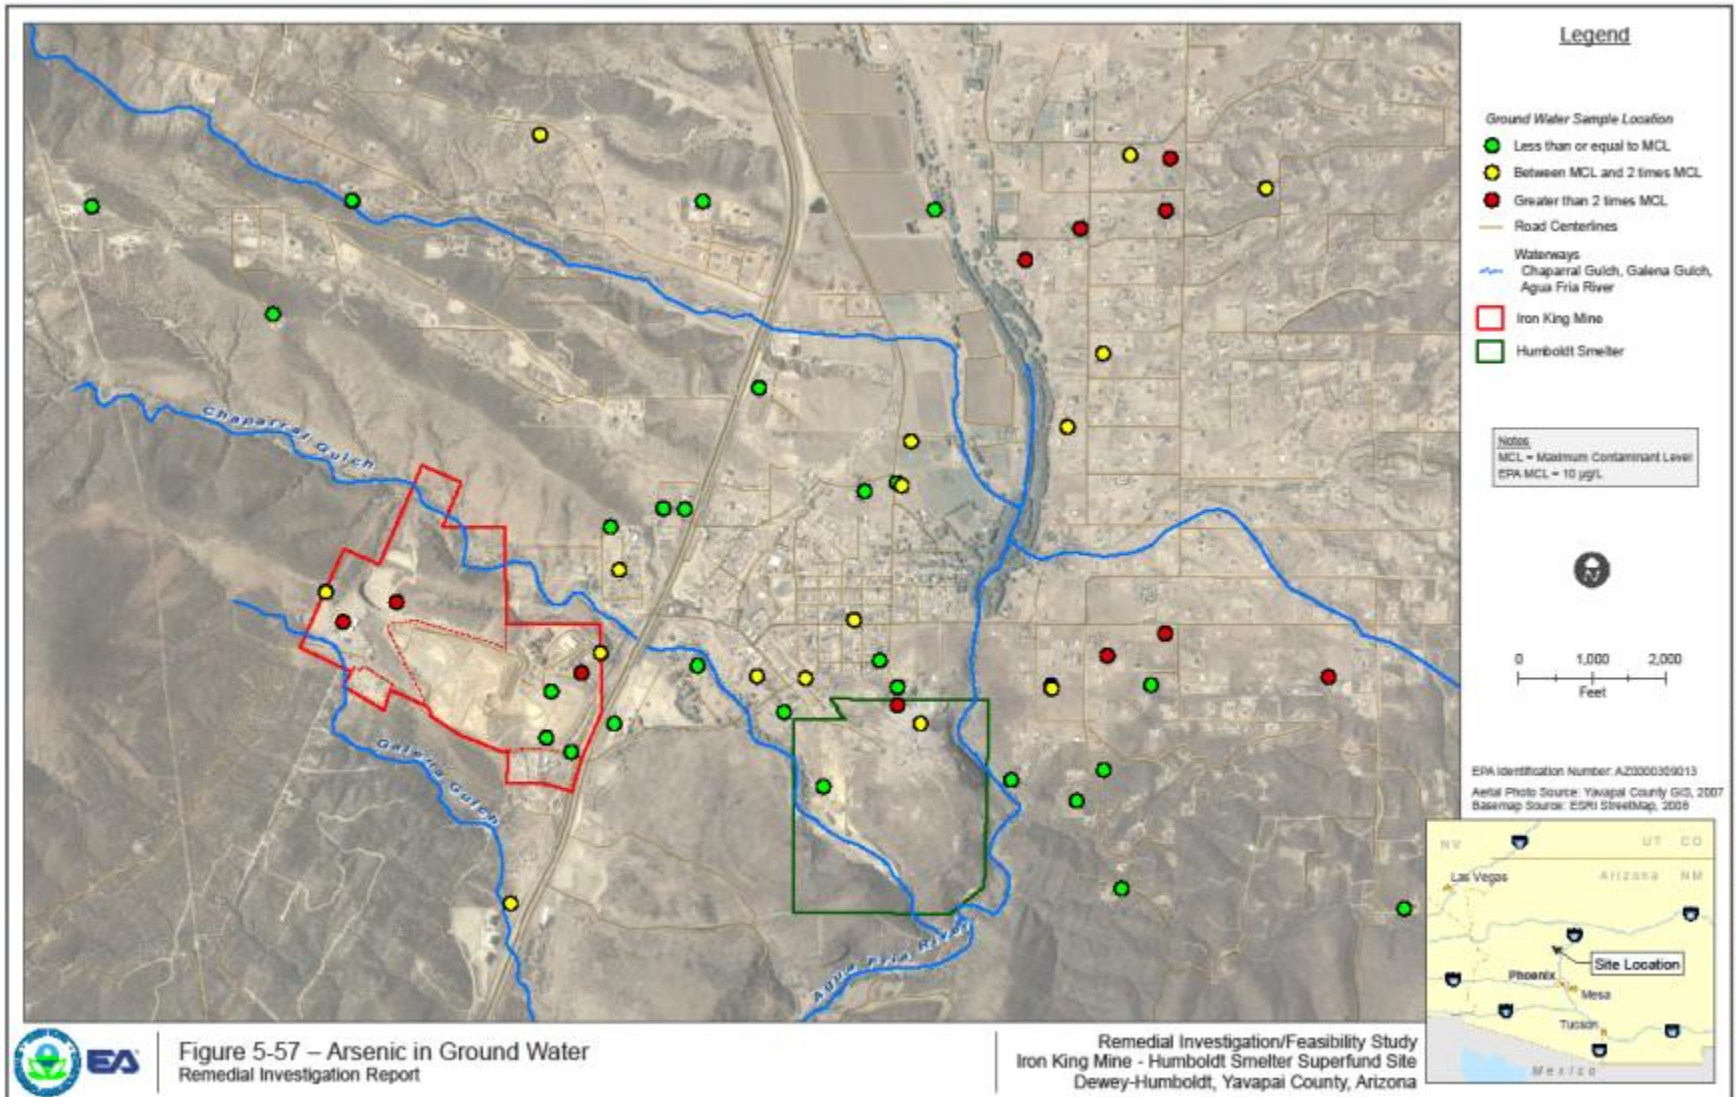 Legend
Ground Water Sample Location
Less than or equal to MCL
Between MCL and 2 times MCL
Greater than 2 times MCL
Road Centerlines
Waterways
Chaparral Gulch, Galena Gulch,
Agua Fria River
Iron King Mine
Humboldt Smelter
Notes
MCL = Maximum Contaminant Level
EPA MCL = 10 µg/L
N
0 1,000 2,000
Feet
EPA Identification Number: AZ0000309013
Aerial Photo Source: Yavapai County GIS, 2007
Basemap Source: ESRI StreetMap, 2008
Chaparral Gulch
Galena Gulch
Agua Fria River
NV UT CO
Las Vegas
Arizona NM
Site Location
Phoenix
Mesa
Tucson
Mexico
EA
Figure 5-57 – Arsenic in Ground Water
Remedial Investigation Report
Remedial Investigation/Feasibility Study
Iron King Mine - Humboldt Smelter Superfund Site
Dewey-Humboldt, Yavapai County, Arizona